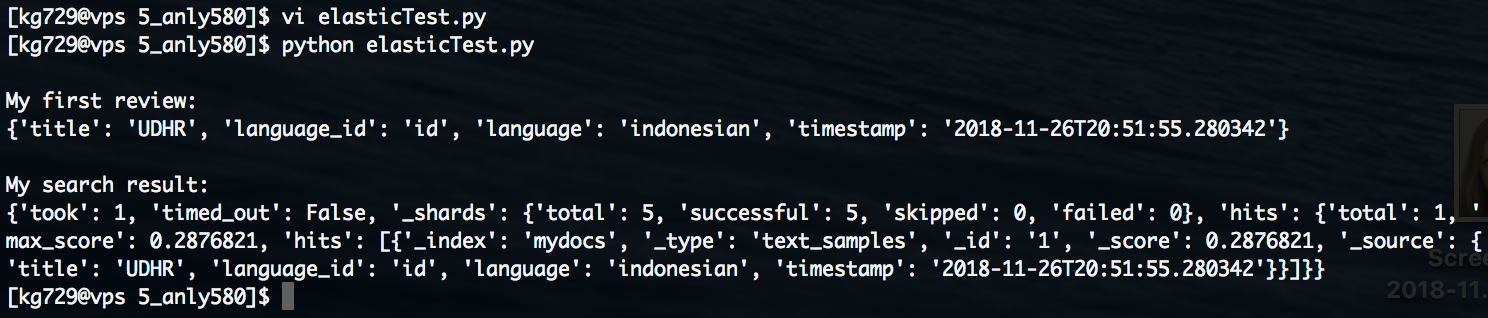 [kg729@vps 5_anly580]$ vi elasticTest.py
[kg729@vps 5_anly580]$ python elasticTest.py
My first review:
{'title': 'UDHR', 'language_id': 'id', 'language': 'indonesian', 'timestamp': '2018-11-26T20:51:55.280342'}
My search result:
{'took': 1, 'timed_out': False, '_shards': {'total': 5, 'successful': 5, 'skipped': 0, 'failed': 0}, 'hits': {'total': 1, '
max_score': 0.2876821, 'hits': [{'_index': 'mydocs', '_type': 'text_samples', '_id': '1', '_score': 0.2876821, '_source': {
'title': 'UDHR', 'language_id': 'id', 'language': 'indonesian', 'timestamp': '2018-11-26T20:51:55.280342'}}]}}
Scree
[kg729@vps 5_anly580]$
2018-11.